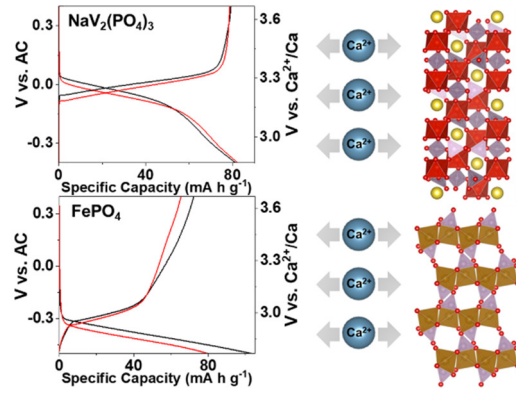 NaV2(PO4)3
V vs. AC
0.3
0.0
-0.3
3.6
3.3
3.0
V vs. Ca2+/Ca
0 20 40 60 80
Specific Capacity (mA h g-1)
Ca2+
Ca2+
Ca2+
FePO4
V vs. AC
0.3
0.0
-0.3
3.6
3.3
3.0
V vs. Ca2+/Ca
0 40 80
Specific Capacity (mA h g-1)
Ca2+
Ca2+
Ca2+